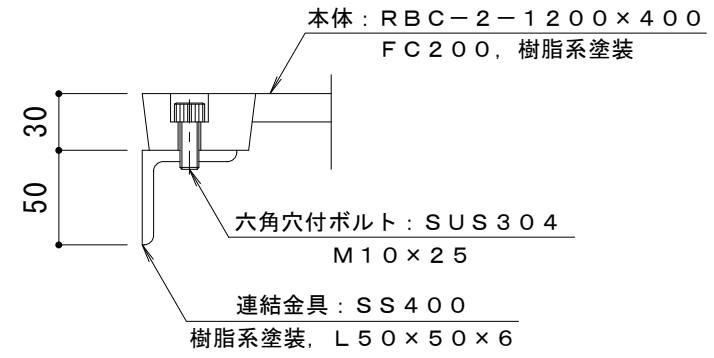 本体：ＲＢＣ－２－１２００×４００
ＦＣ２００，樹脂系塗装
30
50
六角穴付ボルト：ＳＵＳ３０４
Ｍ１０×２５
連結金具：ＳＳ４００
樹脂系塗装，Ｌ５０×５０×６